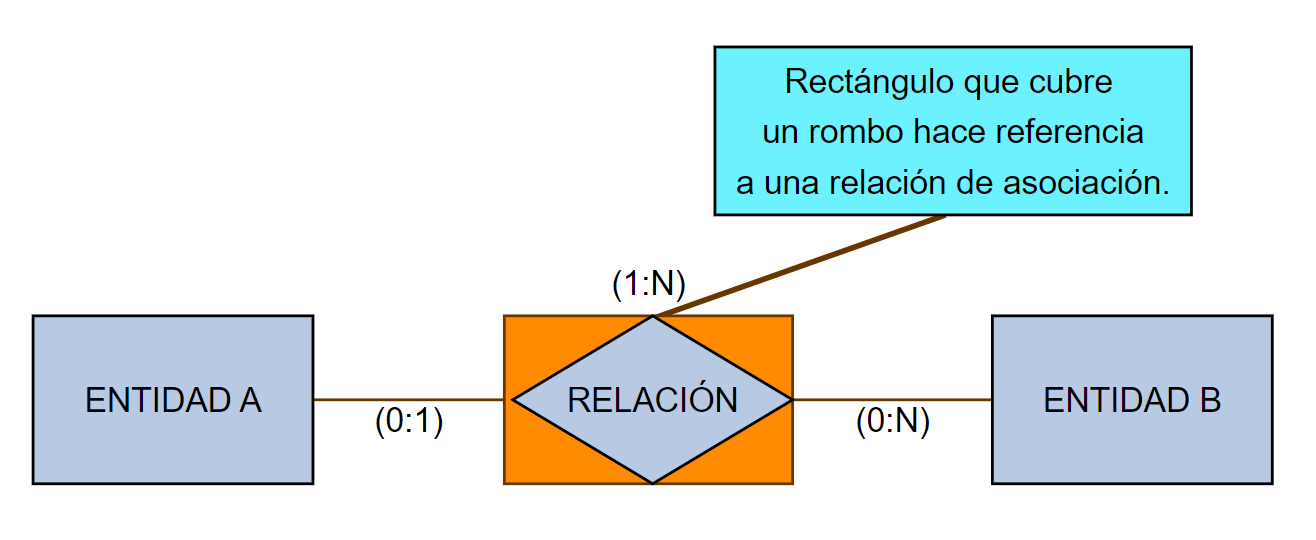 Rectángulo que cubre
un rombo hace referencia
a una relación de asociación.
(1:N)
ENTIDAD A
(0:1)
RELACIÓN
(0:N)
ENTIDAD B